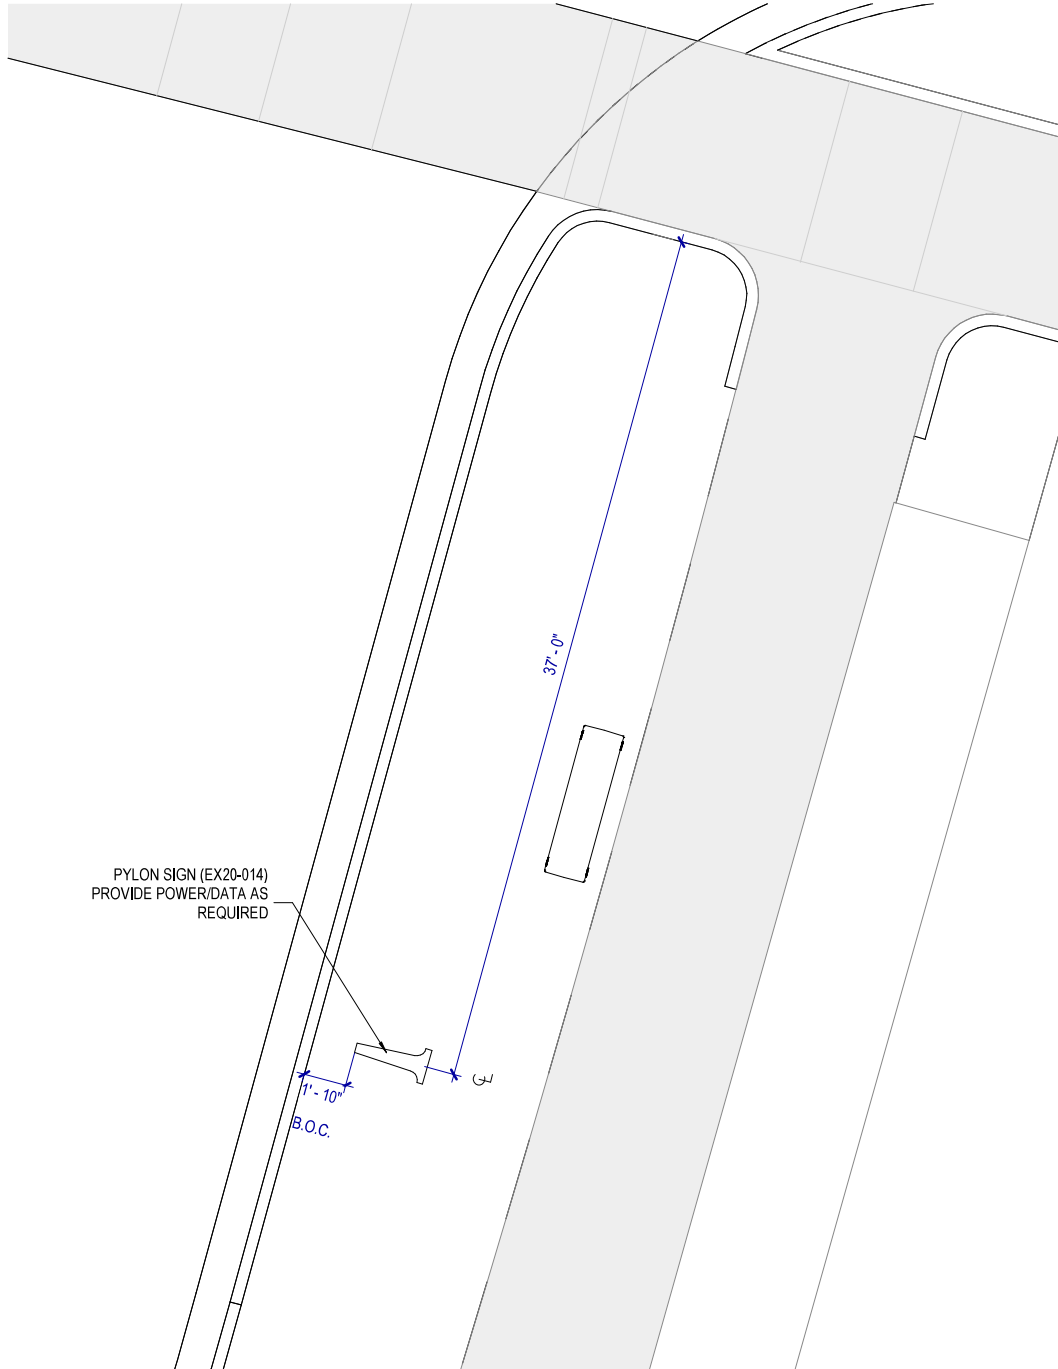 37' - 0"
PYLON SIGN (EX20-014)
PROVIDE POWER/DATA AS
REQUIRED
1' - 10"
B.O.C.